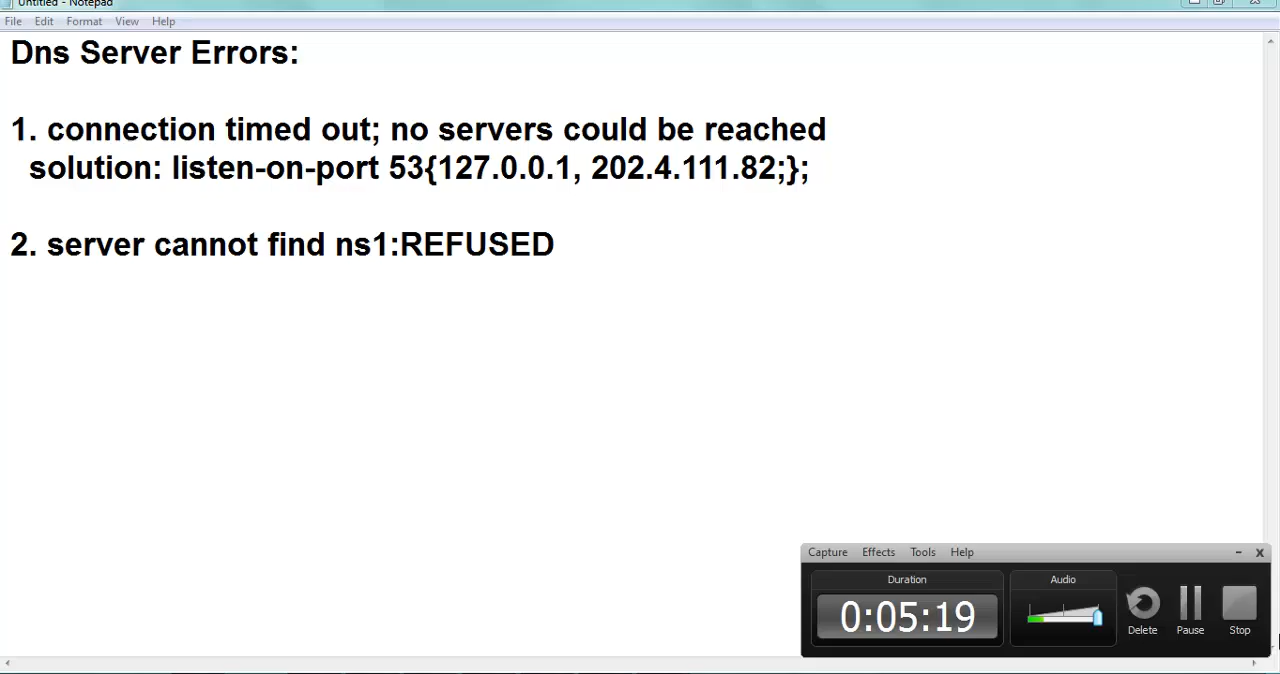 Untitled - Notepad
File Edit Format View Help
Dns Server Errors:
1. connection timed out; no servers could be reached
solution: listen-on-port 53{127.0.0.1, 202.4.111.82;};
2. server cannot find ns1:REFUSED
Capture Effects Tools Help
Duration
Audio
0:05:19
Delete
Pause
Stop